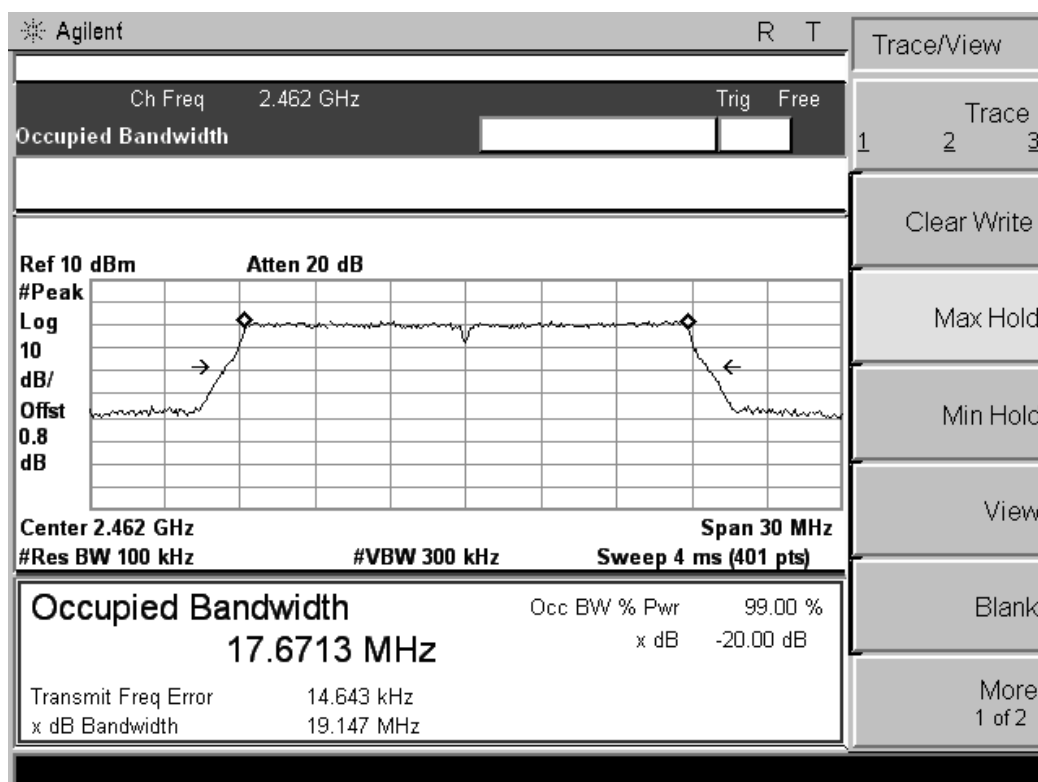 Agilent R T
Ch Freq 2.462 GHz Trig Free
Occupied Bandwidth
Ref 10 dBm Atten 20 dB
#Peak
Log
10
dB/
Offst
0.8
dB
Center 2.462 GHz Span 30 MHz
#Res BW 100 kHz #VBW 300 kHz Sweep 4 ms (401 pts)
Occupied Bandwidth Occ BW % Pwr 99.00 %
17.6713 MHz x dB -20.00 dB
Transmit Freq Error 14.643 kHz
x dB Bandwidth 19.147 MHz
Trace/View
Trace
1 2 3
Clear Write
Max Hold
Min Hold
View
Blank
More
1 of 2